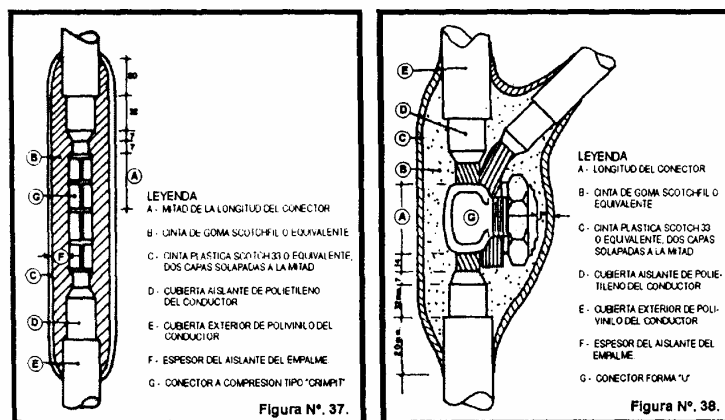 LEYENDA
A - MITAD DE LA LONGITUD DEL CONECTOR
B - CINTA DE GOMA SCOTCHFIL O EQUIVALENTE
C - CINTA PLASTICA SCOTCH 33 O EQUIVALENTE,
DOS CAPAS SOLAPADAS A LA MITAD
D - CUBIERTA AISLANTE DE POLIETILENO
DEL CONDUCTOR
E - CUBIERTA EXTERIOR DE POLIVINILO DEL
CONDUCTOR
F - ESPESOR DEL AISLANTE DEL EMPALME
G - CONECTOR A COMPRESION TIPO "CRIMPIT"
B
G
F
C
D
E
A
7
7
Figura Nº. 37.
LEYENDA
A - LONGITUD DEL CONECTOR
B - CINTA DE GOMA SCOTCHFIL O
EQUIVALENTE
C - CINTA PLASTICA SCOTCH 33
O EQUIVALENTE, DOS CAPAS
SOLAPADAS A LA MITAD
D - CUBIERTA AISLANTE DE POLIE-
TILENO DEL CONDUCTOR
E - CUBIERTA EXTERIOR DE POLI-
VINILO DEL CONDUCTOR
F - ESPESOR DEL AISLANTE DEL
EMPALME
G - CONECTOR FORMA "U"
E
D
C
B
A
G
7
Figura Nº. 38.